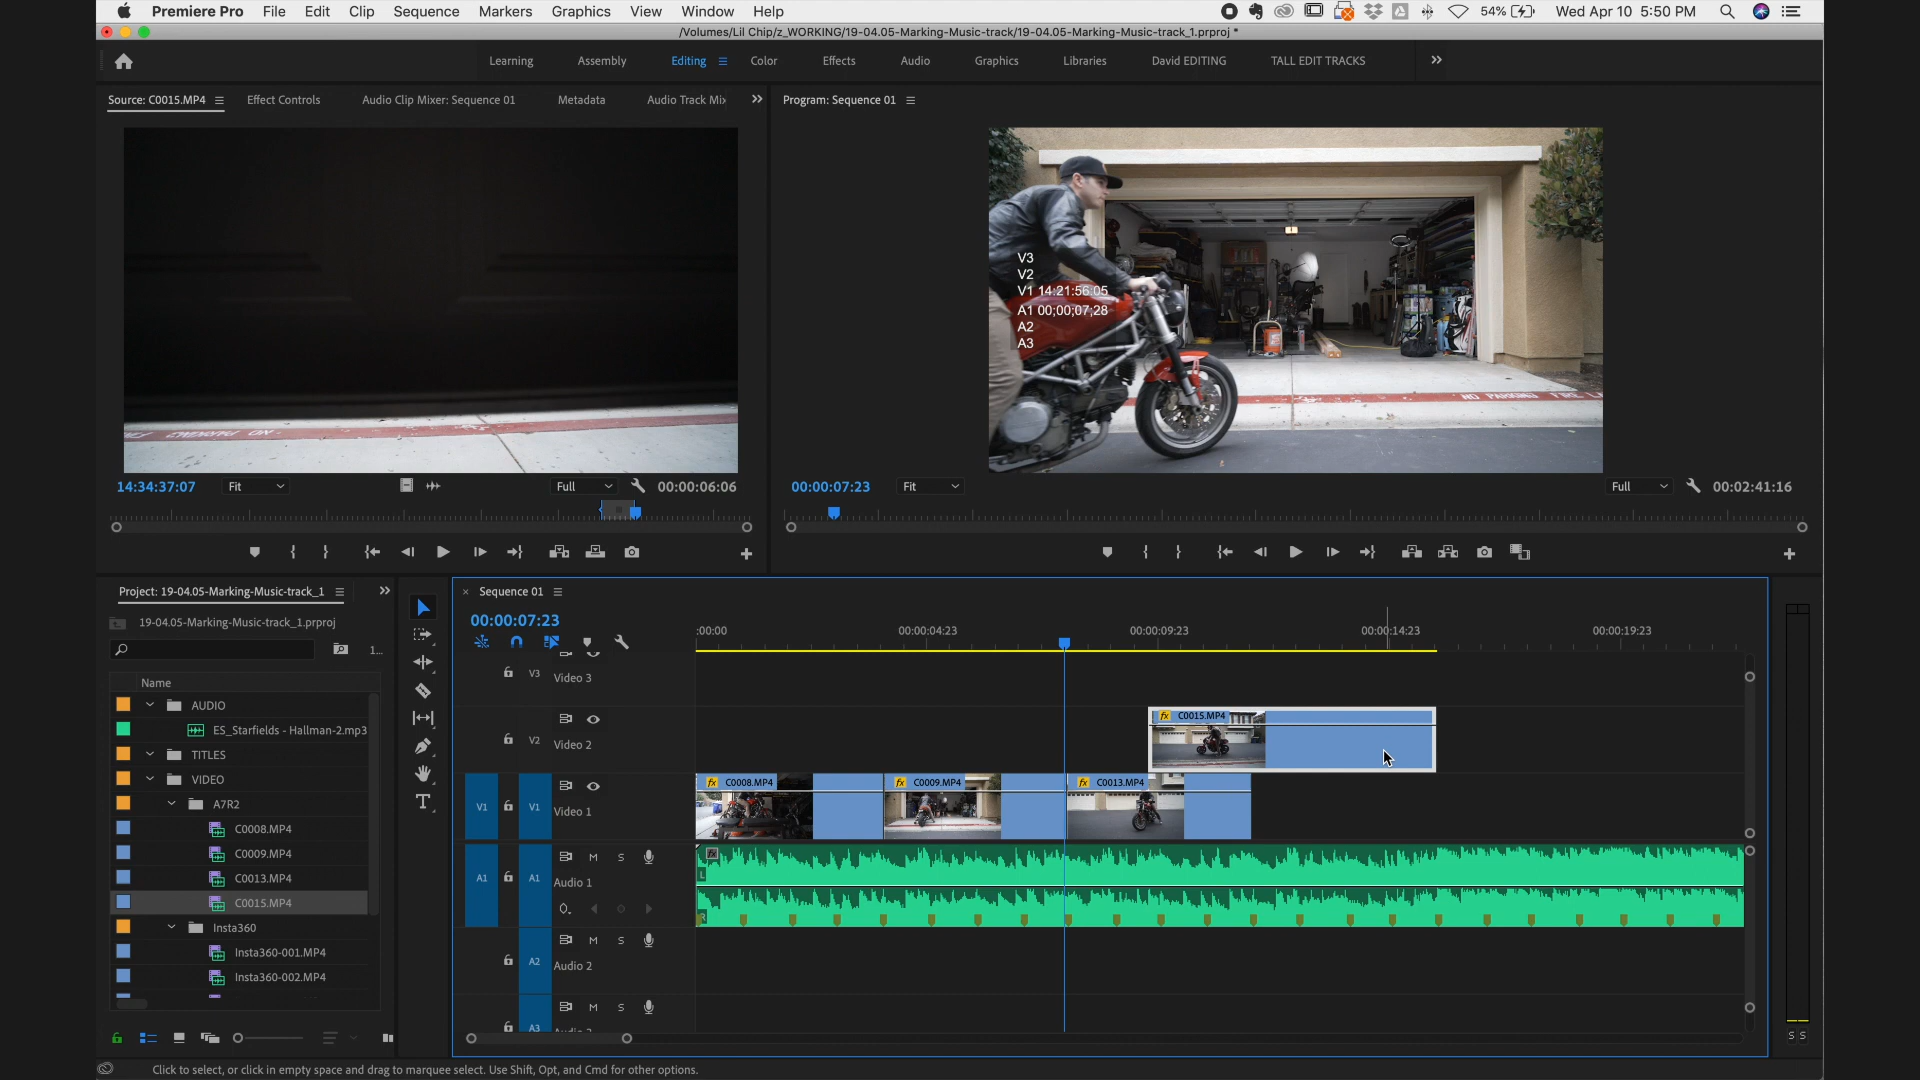 Premiere Pro File Edit Clip Sequence Markers Graphics View Window Help 54% Wed Apr 10 5:50 PM
/Volumes/Lil Chip/z_WORKING/19-04.05-Marking-Music-track/19-04.05-Marking-Music-track_1.prproj *
Learning Assembly Editing Color Effects Audio Graphics Libraries David EDITING TALL EDIT TRACKS
Source: C0015.MP4 Effect Controls Audio Clip Mixer: Sequence 01 Metadata Audio Track Mix
Program: Sequence 01
V3
V2
V1 14:21:56:05
A1 00;00;07;28
A2
A3
NO PARKING FIRE LA
14:34:37:07 Fit Full 00:00:06:06
00:00:07:23 Fit Full 00:02:41:16
Project: 19-04.05-Marking-Music-track_1
19-04.05-Marking-Music-track_1.prproj
1...
Name
AUDIO
ES_Starfields - Hallman-2.mp3
TITLES
VIDEO
A7R2
C0008.MP4
C0009.MP4
C0013.MP4
C0015.MP4
Insta360
Insta360-001.MP4
Insta360-002.MP4
Sequence 01
00:00:07:23
:00:00 00:00:04:23 00:00:09:23 00:00:14:23 00:00:19:23
V3 Video 3
V2 Video 2
C0015.MP4
V1 V1 Video 1
C0008.MP4 C0009.MP4 C0013.MP4
A1 A1 M S Audio 1
L
R
A2 M S Audio 2
A3 M S Audio 3
S S
Click to select, or click in empty space and drag to marquee select. Use Shift, Opt, and Cmd for other options.